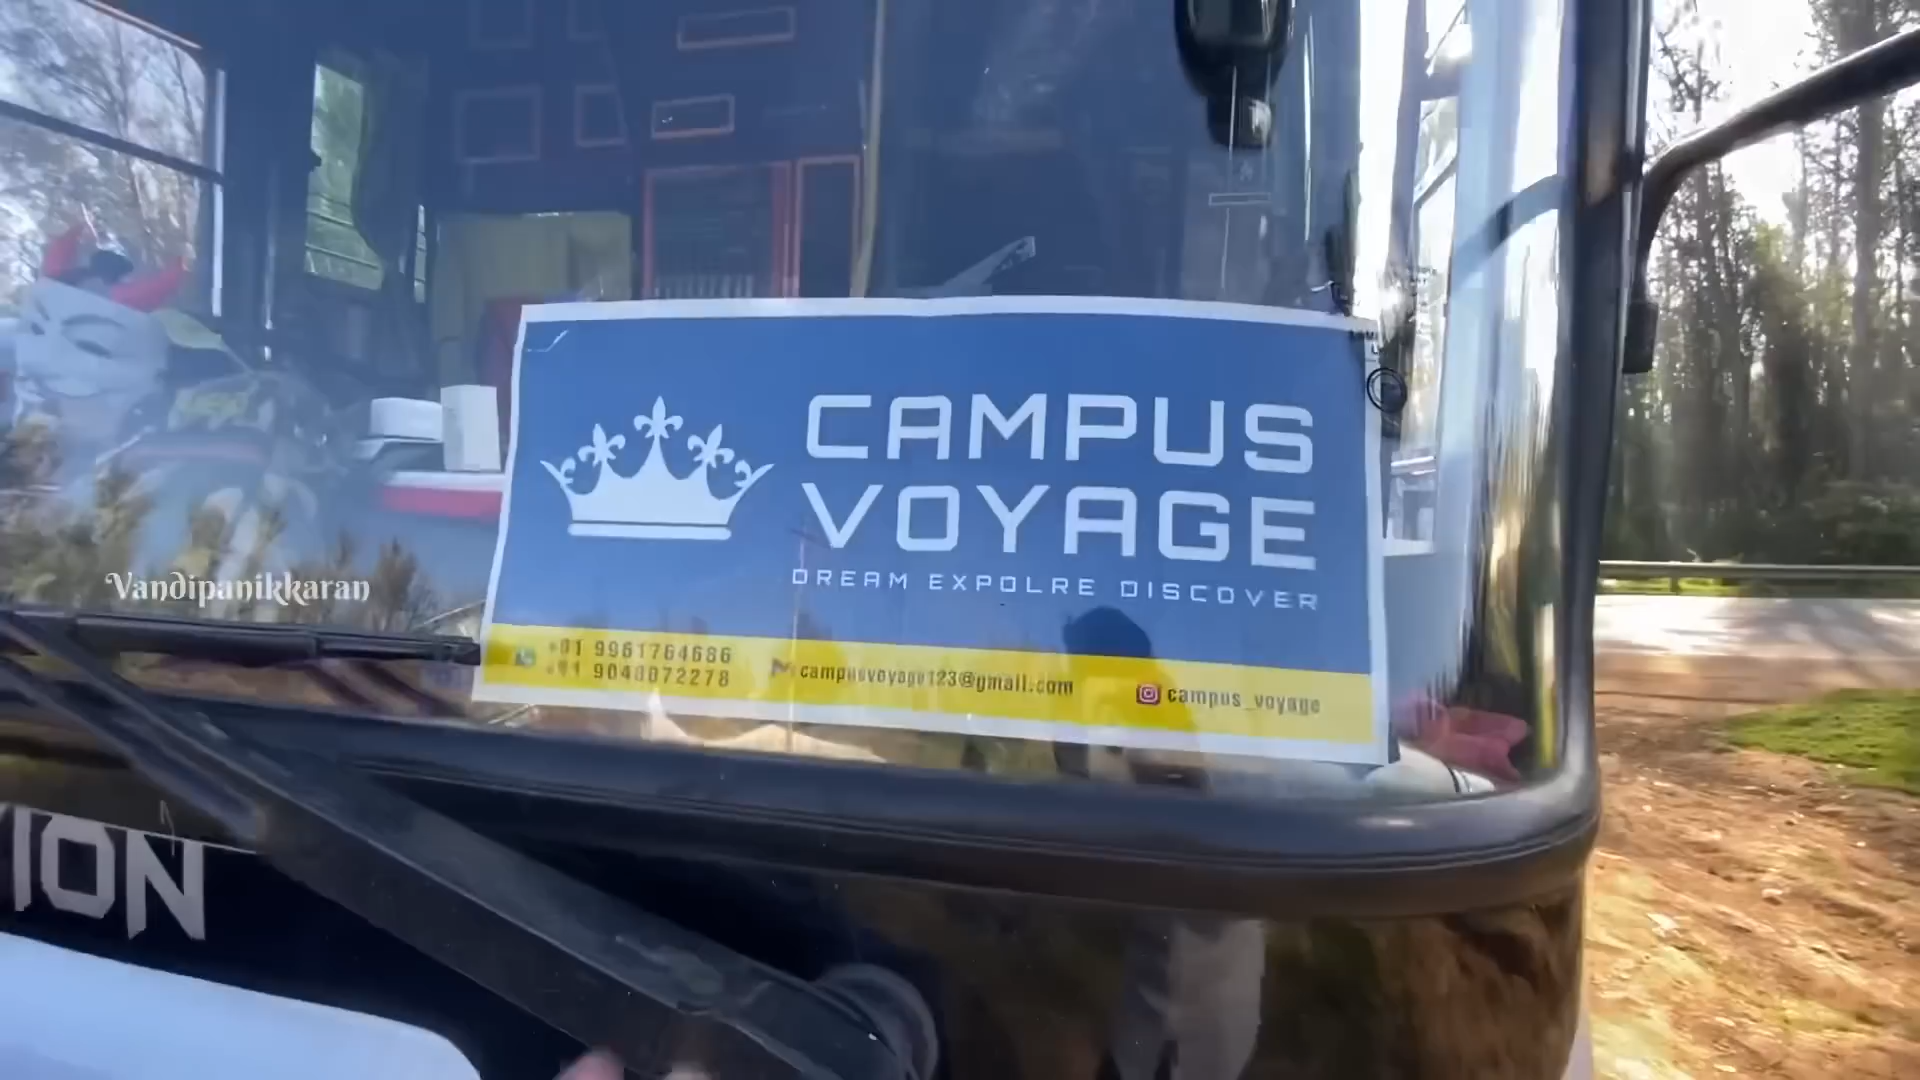 CAMPUS
VOYAGE
DREAM EXPOLRE DISCOVER
+91 9961764686
+91 9048072278
campusvoyage123@gmail.com
campus_voyage
Vandipanikkaran
ION